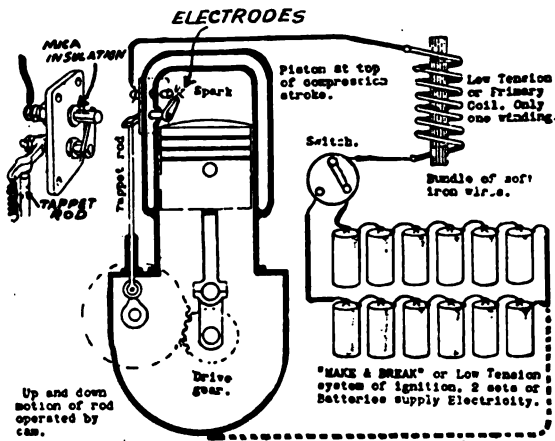 ELECTRODES
MICA
INSULATION
Spark
Piston at top
of compression
stroke.
Low Tension
or Primary
Coil. Only
one winding.
Switch.
TAPPET
ROD
Tappet rod
Bundle of soft
iron wires.
"MAKE & BREAK" or Low Tension
system of ignition. 2 sets of
Batteries supply Electricity.
Drive
gear.
Up and down
motion of rod
operated by
cam.